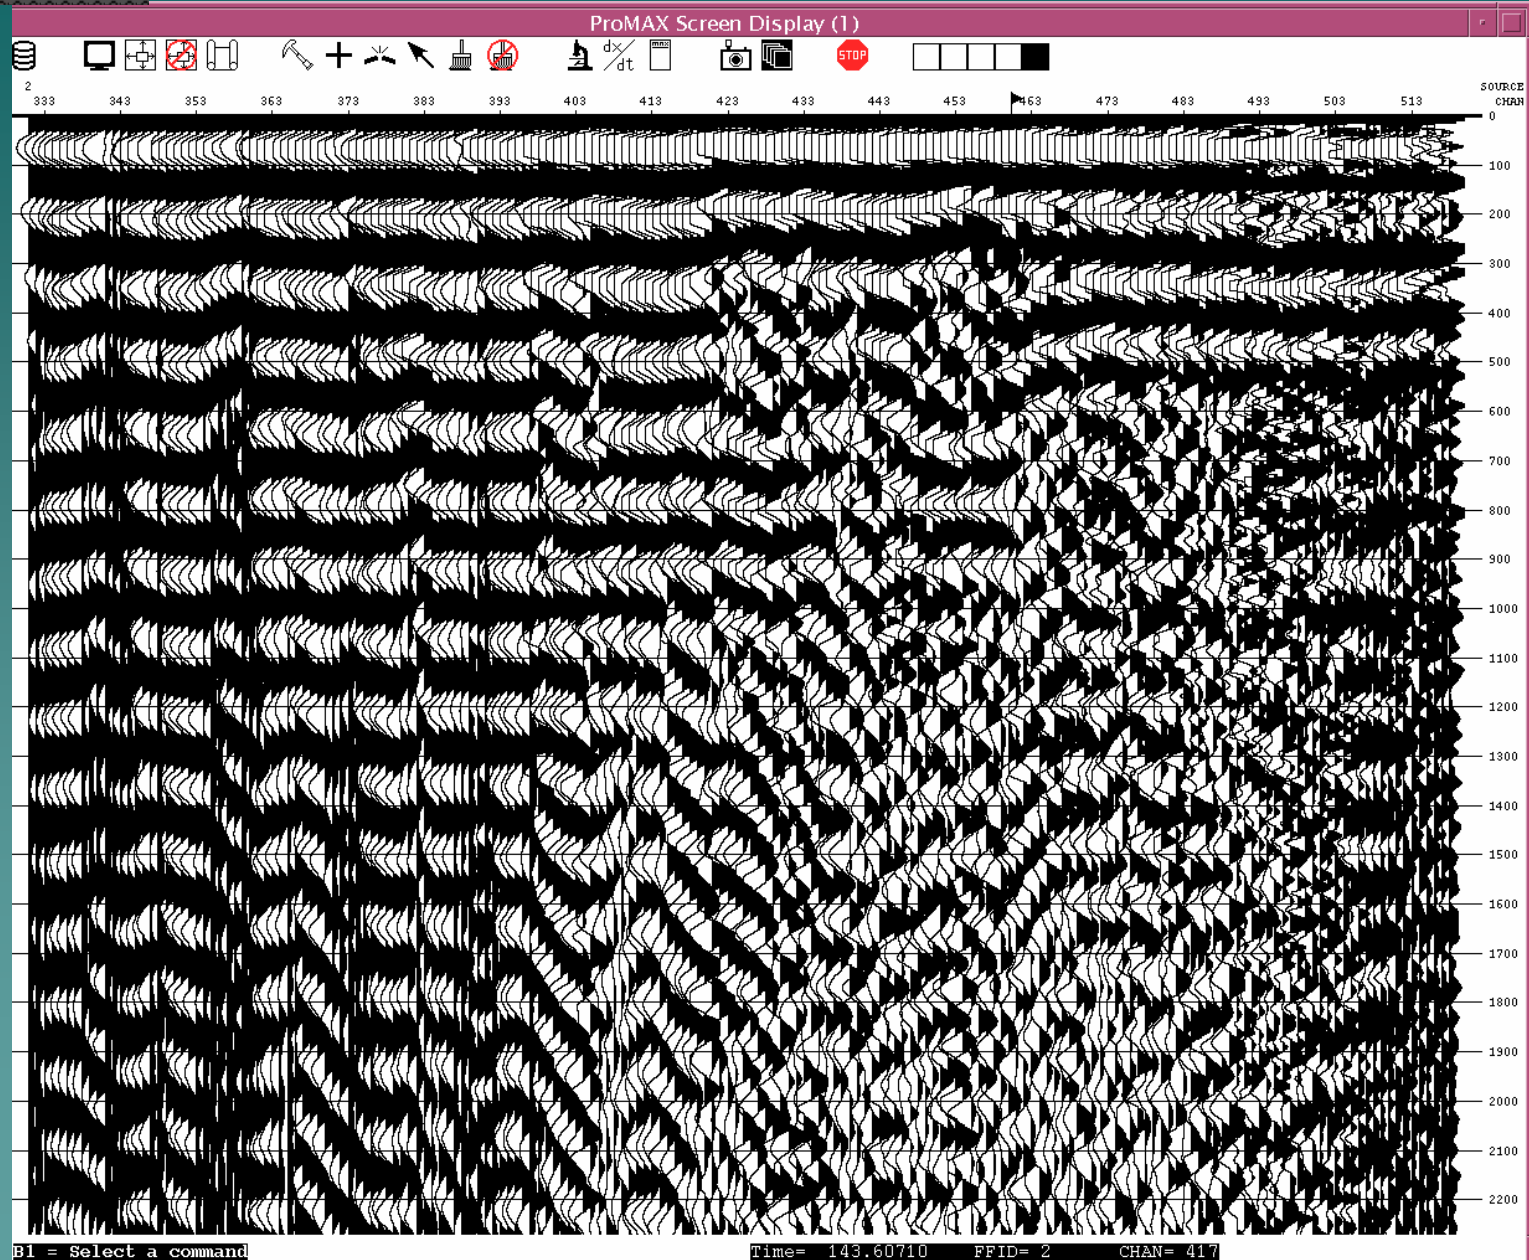 ProMAX Screen Display (1)
dx/dt
mnx
STOP
2
SOURCE
333 343 353 363 373 383 393 403 413 423 433 443 453 463 473 483 493 503 513
CHAN
0
100
200
300
400
500
600
700
800
900
1000
1100
1200
1300
1400
1500
1600
1700
1800
1900
2000
2100
2200
B1 = Select a command
Time= 143.60710 FFID= 2 CHAN= 417